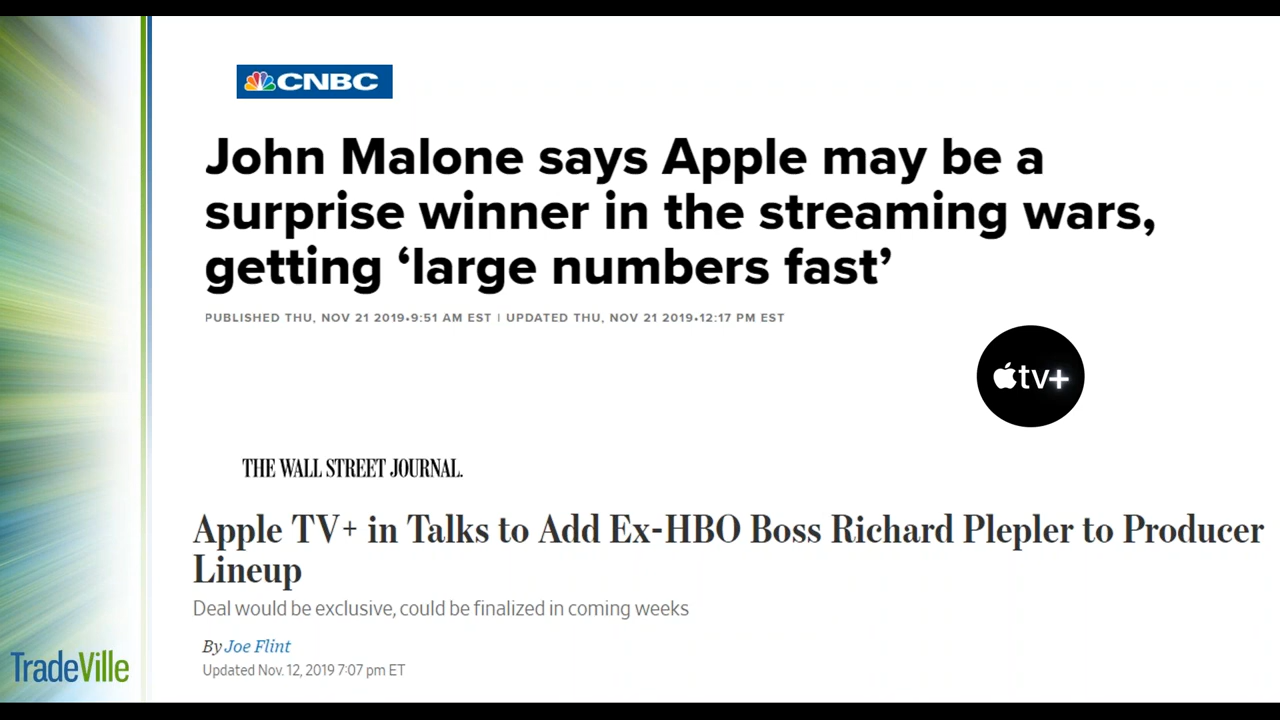 CNBC
John Malone says Apple may be a
surprise winner in the streaming wars,
getting ‘large numbers fast’
PUBLISHED THU, NOV 21 2019•9:51 AM EST | UPDATED THU, NOV 21 2019•12:17 PM EST
tv+
THE WALL STREET JOURNAL.
Apple TV+ in Talks to Add Ex-HBO Boss Richard Plepler to Producer
Lineup
Deal would be exclusive, could be finalized in coming weeks
By Joe Flint
Updated Nov. 12, 2019 7:07 pm ET
TradeVille